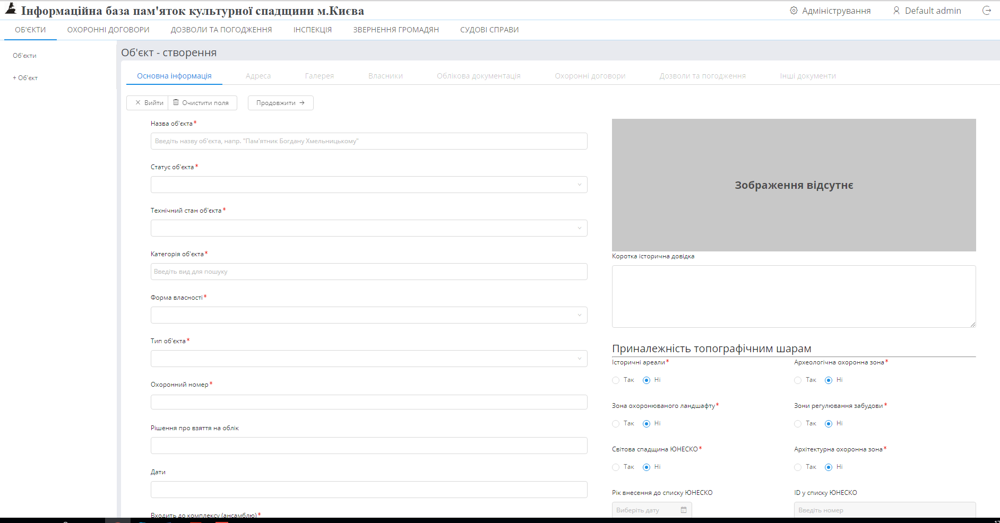 Інформаційна база пам'яток культурної спадщини м.Києва
Адміністрування
Default admin
ОБ'ЄКТИ ОХОРОННІ ДОГОВОРИ ДОЗВОЛИ ТА ПОГОДЖЕННЯ ІНСПЕКЦІЯ ЗВЕРНЕННЯ ГРОМАДЯН СУДОВІ СПРАВИ
Об'єкти
+ Об'єкт
Об'єкт - створення
Основна інформація Адреса Галерея Власники Облікова документація Охоронні договори Дозволи та погодження Інші документи
Вийти Очистити поля Продовжити →
Назва об'єкта*
Введіть назву об'єкта, напр. "Пам'ятник Богдану Хмельницькому"
Статус об'єкта*
Технічний стан об'єкта*
Категорія об'єкта*
Введіть вид для пошуку
Форма власності*
Тип об'єкта*
Охоронний номер*
Рішення про взяття на облік
Дати
Входить до комплексу (ансамблю)*
Зображення відсутнє
Коротка історична довідка
Приналежність топографічним шарам
Історичні ареали* Археологічна охоронна зона*
Так Ні Так Ні
Зона охоронюваного ландшафту* Зони регулювання забудови*
Так Ні Так Ні
Світова спадщина ЮНЕСКО* Архітектурна охоронна зона*
Так Ні Так Ні
Рік внесення до списку ЮНЕСКО ID у списку ЮНЕСКО
Виберіть дату Введіть номер